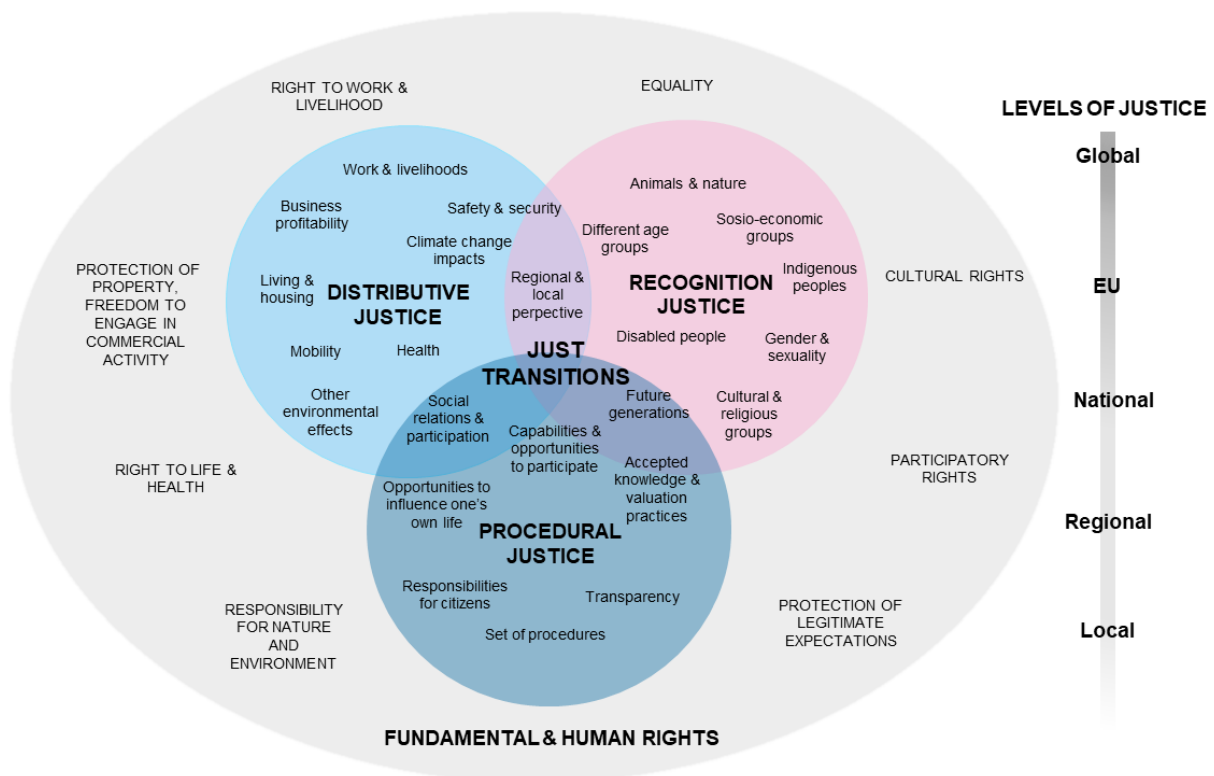 RIGHT TO WORK &
LIVELIHOOD
EQUALITY
LEVELS OF JUSTICE
Global
EU
National
Regional
Local
Work & livelihoods
Business
profitability
Safety & security
Climate change
impacts
Living &
housing
DISTRIBUTIVE
JUSTICE
Mobility
Health
Other
environmental
effects
Social
relations &
participation
Regional &
local
perpective
JUST
TRANSITIONS
Animals & nature
Different age
groups
Sosio-economic
groups
RECOGNITION
JUSTICE
Indigenous
peoples
Disabled people
Gender &
sexuality
Future
generations
Cultural &
religious
groups
Capabilities &
opportunities
to participate
Accepted
knowledge &
valuation
practices
Opportunities to
influence one's
own life
PROCEDURAL
JUSTICE
Responsibilities
for citizens
Transparency
Set of procedures
PROTECTION OF
PROPERTY,
FREEDOM TO
ENGAGE IN
COMMERCIAL
ACTIVITY
CULTURAL RIGHTS
RIGHT TO LIFE &
HEALTH
PARTICIPATORY
RIGHTS
RESPONSIBILITY
FOR NATURE
AND
ENVIRONMENT
PROTECTION OF
LEGITIMATE
EXPECTATIONS
FUNDAMENTAL & HUMAN RIGHTS